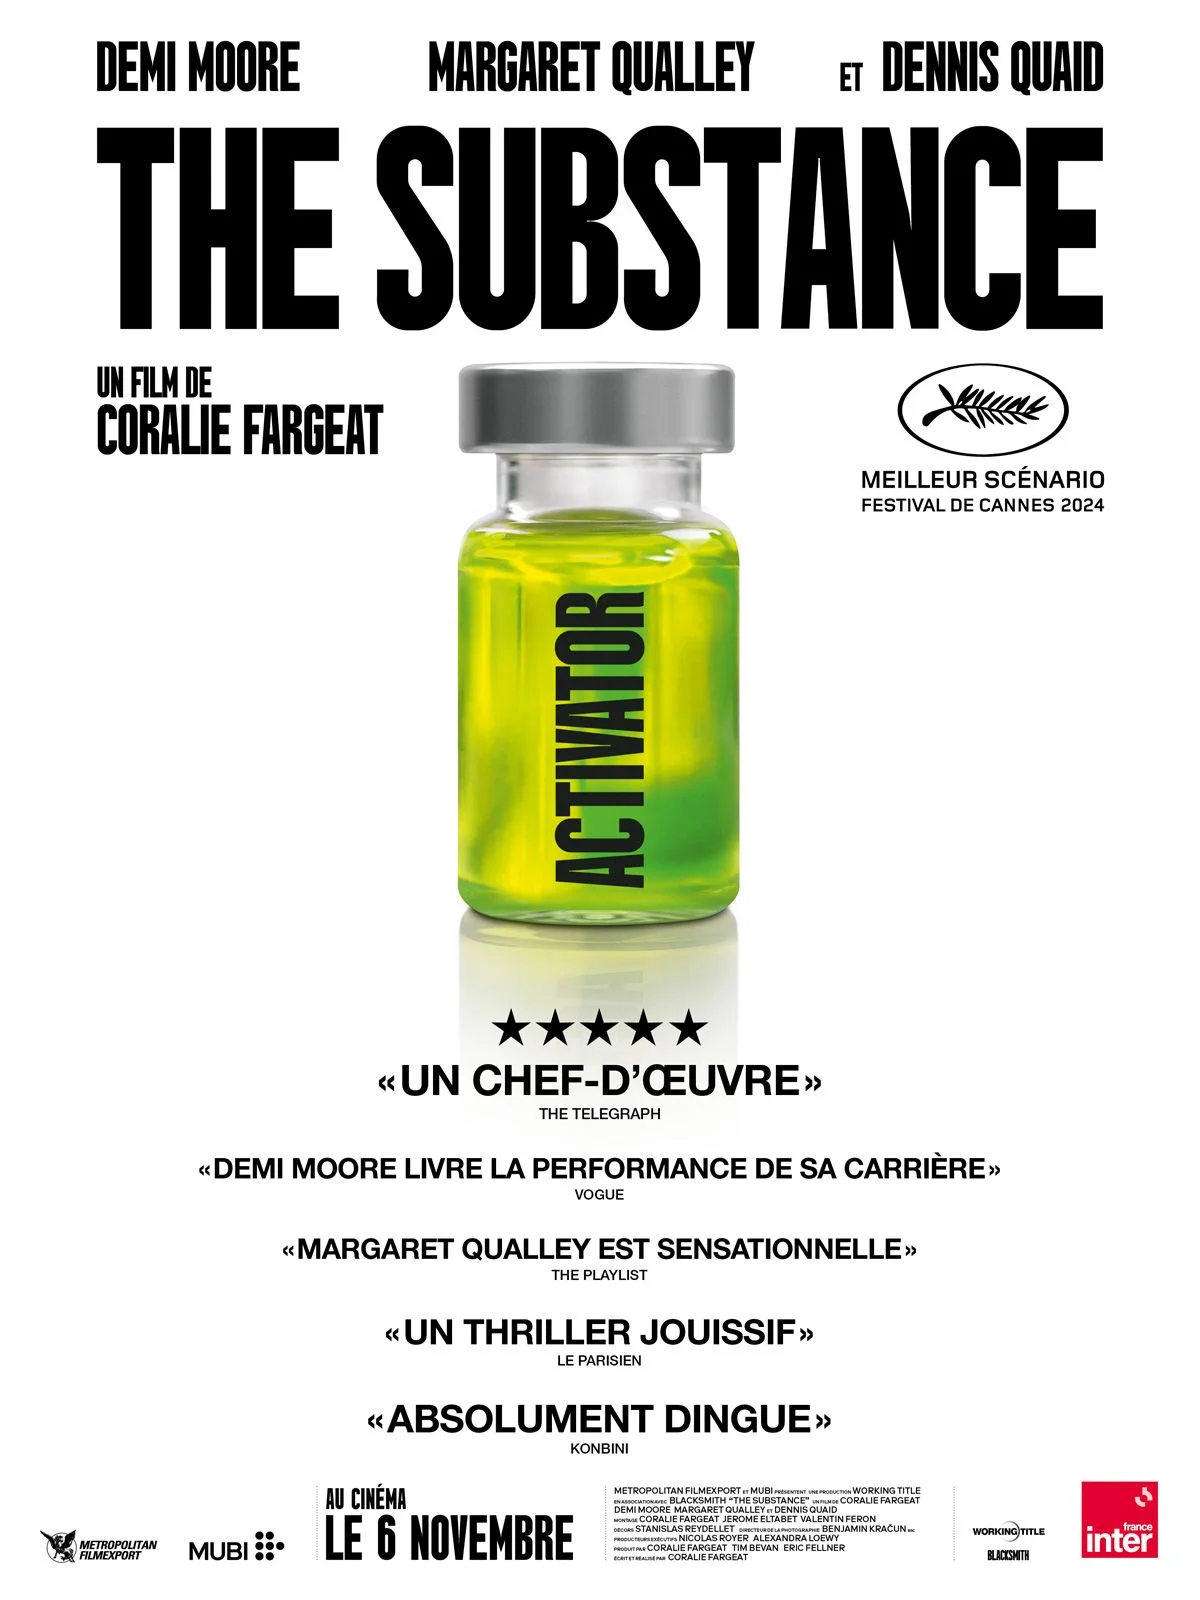 DEMI MOORE MARGARET QUALLEY ET DENNIS QUAID
THE SUBSTANCE
UN FILM DE
CORALIE FARGEAT
MEILLEUR SCÉNARIO
FESTIVAL DE CANNES 2024
ACTIVATOR
★★★★★
«UN CHEF-D’ŒUVRE»
THE TELEGRAPH
«DEMI MOORE LIVRE LA PERFORMANCE DE SA CARRIÈRE»
VOGUE
«MARGARET QUALLEY EST SENSATIONNELLE»
THE PLAYLIST
«UN THRILLER JOUISSIF»
LE PARISIEN
«ABSOLUMENT DINGUE»
KONBINI
METROPOLITAN
FILMEXPORT
MUBI
AU CINÉMA
LE 6 NOVEMBRE
METROPOLITAN FILMEXPORT ET MUBI PRÉSENTENT UNE PRODUCTION WORKING TITLE
EN ASSOCIATION AVEC BLACKSMITH “THE SUBSTANCE” UN FILM DE CORALIE FARGEAT
DEMI MOORE MARGARET QUALLEY ET DENNIS QUAID
MONTAGE CORALIE FARGEAT JEROME ELTABET VALENTIN FERON
DÉCORS STANISLAS REYDELLET DIRECTEUR DE LA PHOTOGRAPHIE BENJAMIN KRAČUN BSC
PRODUCTEURS EXÉCUTIFS NICOLAS ROYER ALEXANDRA LOEWY
PRODUIT PAR CORALIE FARGEAT TIM BEVAN ERIC FELLNER
ÉCRIT ET RÉALISÉ PAR CORALIE FARGEAT
WORKING TITLE
BLACKSMITH
france
inter